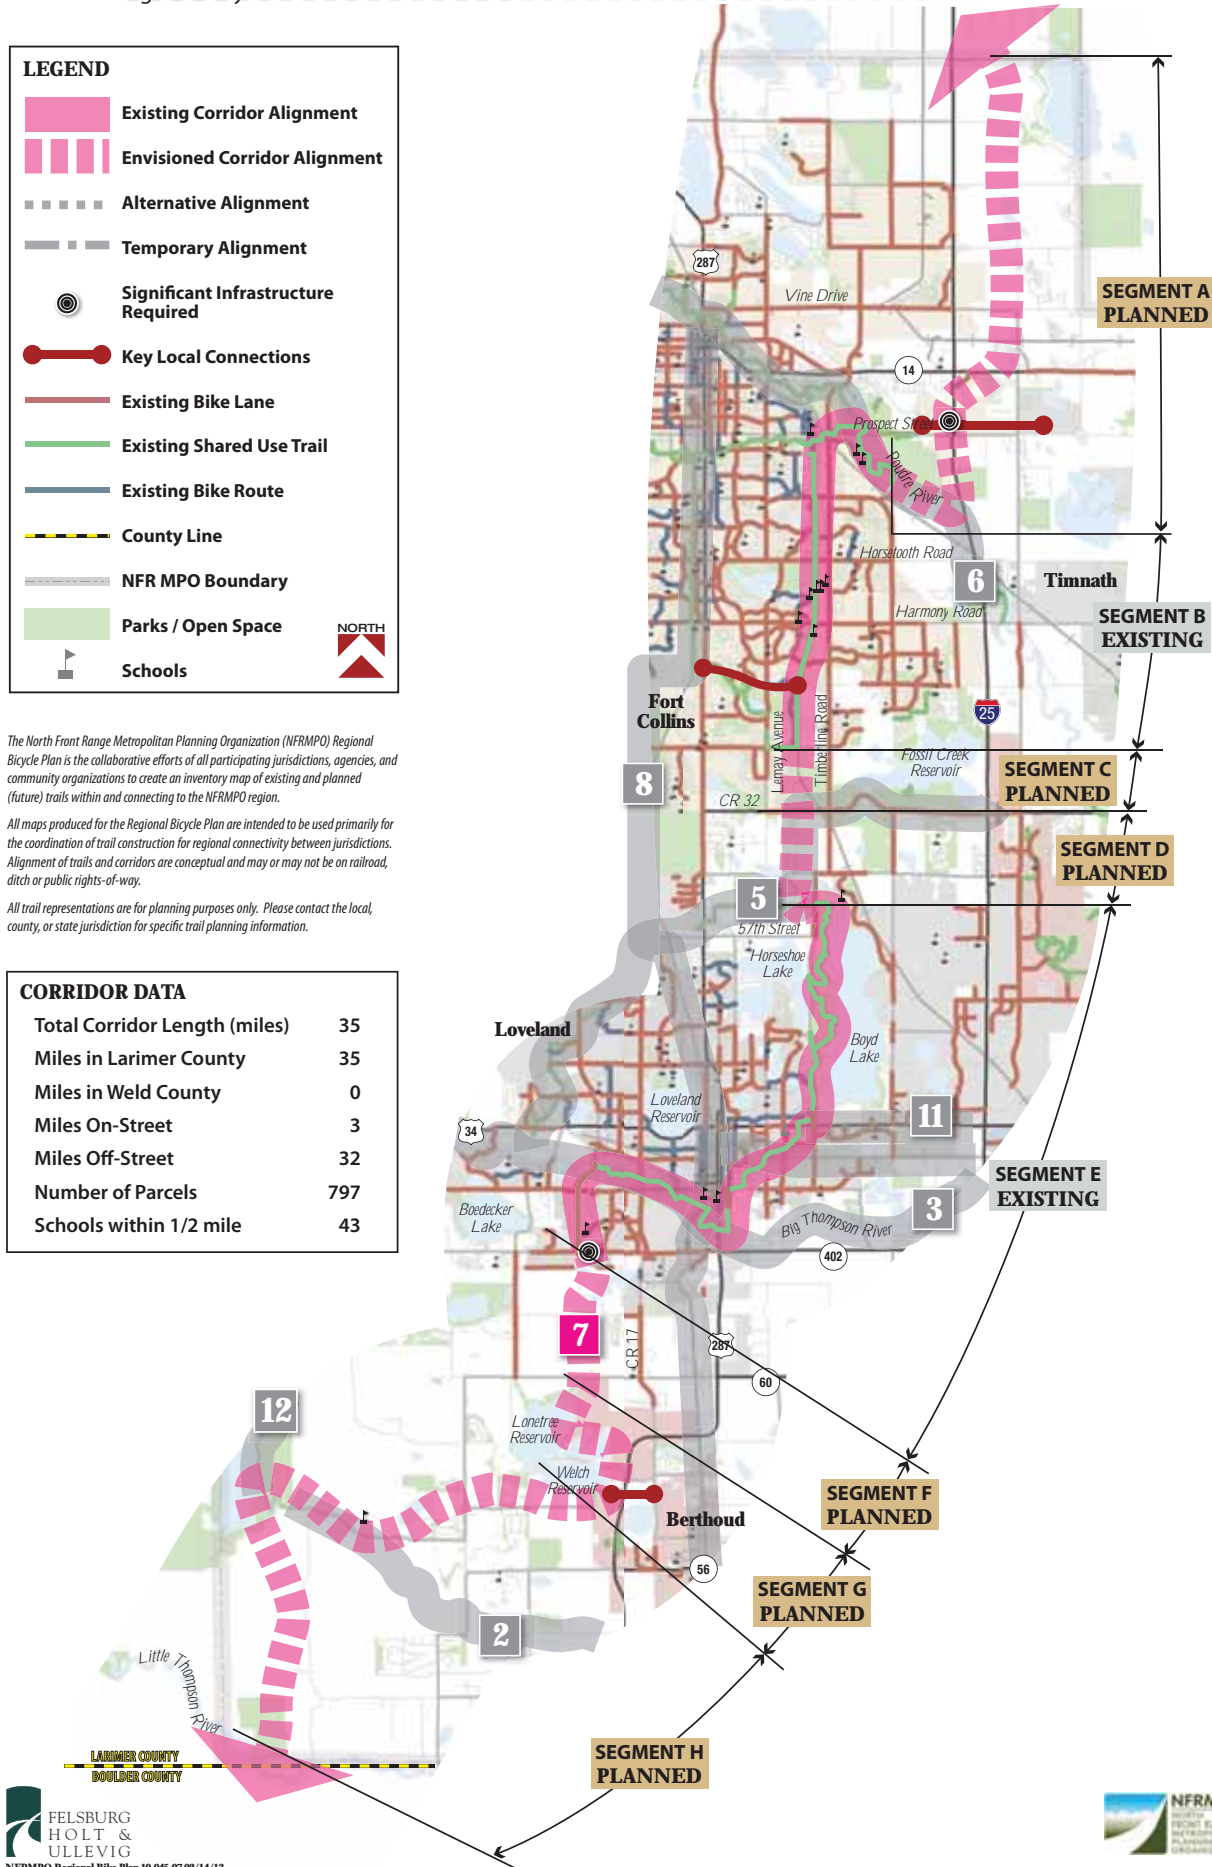 LEGEND
Existing Corridor Alignment
Envisioned Corridor Alignment
Alternative Alignment
Temporary Alignment
Significant Infrastructure
Required
Key Local Connections
Existing Bike Lane
Existing Shared Use Trail
Existing Bike Route
County Line
NFR MPO Boundary
Parks / Open Space
Schools
NORTH
The North Front Range Metropolitan Planning Organization (NFRMPO) Regional
Bicycle Plan is the collaborative efforts of all participating jurisdictions, agencies, and
community organizations to create an inventory map of existing and planned
(future) trails within and connecting to the NFRMPO region.
All maps produced for the Regional Bicycle Plan are intended to be used primarily for
the coordination of trail construction for regional connectivity between jurisdictions.
Alignment of trails and corridors are conceptual and may or may not be on railroad,
ditch or public rights-of-way.
All trail representations are for planning purposes only. Please contact the local,
county, or state jurisdiction for specific trail planning information.
CORRIDOR DATA
Total Corridor Length (miles) 35
Miles in Larimer County 35
Miles in Weld County 0
Miles On-Street 3
Miles Off-Street 32
Number of Parcels 797
Schools within 1/2 mile 43
287
Vine Drive
SEGMENT A
PLANNED
14
Prospect Street
Poudre River
Horsetooth Road
6
Timnath
Harmony Road
SEGMENT B
EXISTING
Fort
Collins
Lemay Avenue
Timberline Road
25
Fossil Creek
Reservoir
SEGMENT C
PLANNED
8
CR 32
SEGMENT D
PLANNED
5
57th Street
Horseshoe
Lake
Loveland
Boyd
Lake
Loveland
Reservoir
11
34
SEGMENT E
EXISTING
Boedecker
Lake
3
Big Thompson River
402
7
CR 17
287
60
12
Lonetree
Reservoir
Welch
Reservoir
SEGMENT F
PLANNED
Berthoud
56
SEGMENT G
PLANNED
2
Little Thompson River
SEGMENT H
PLANNED
LARIMER COUNTY
BOULDER COUNTY
FELSBURG
HOLT &
ULLEVIG
NFRM